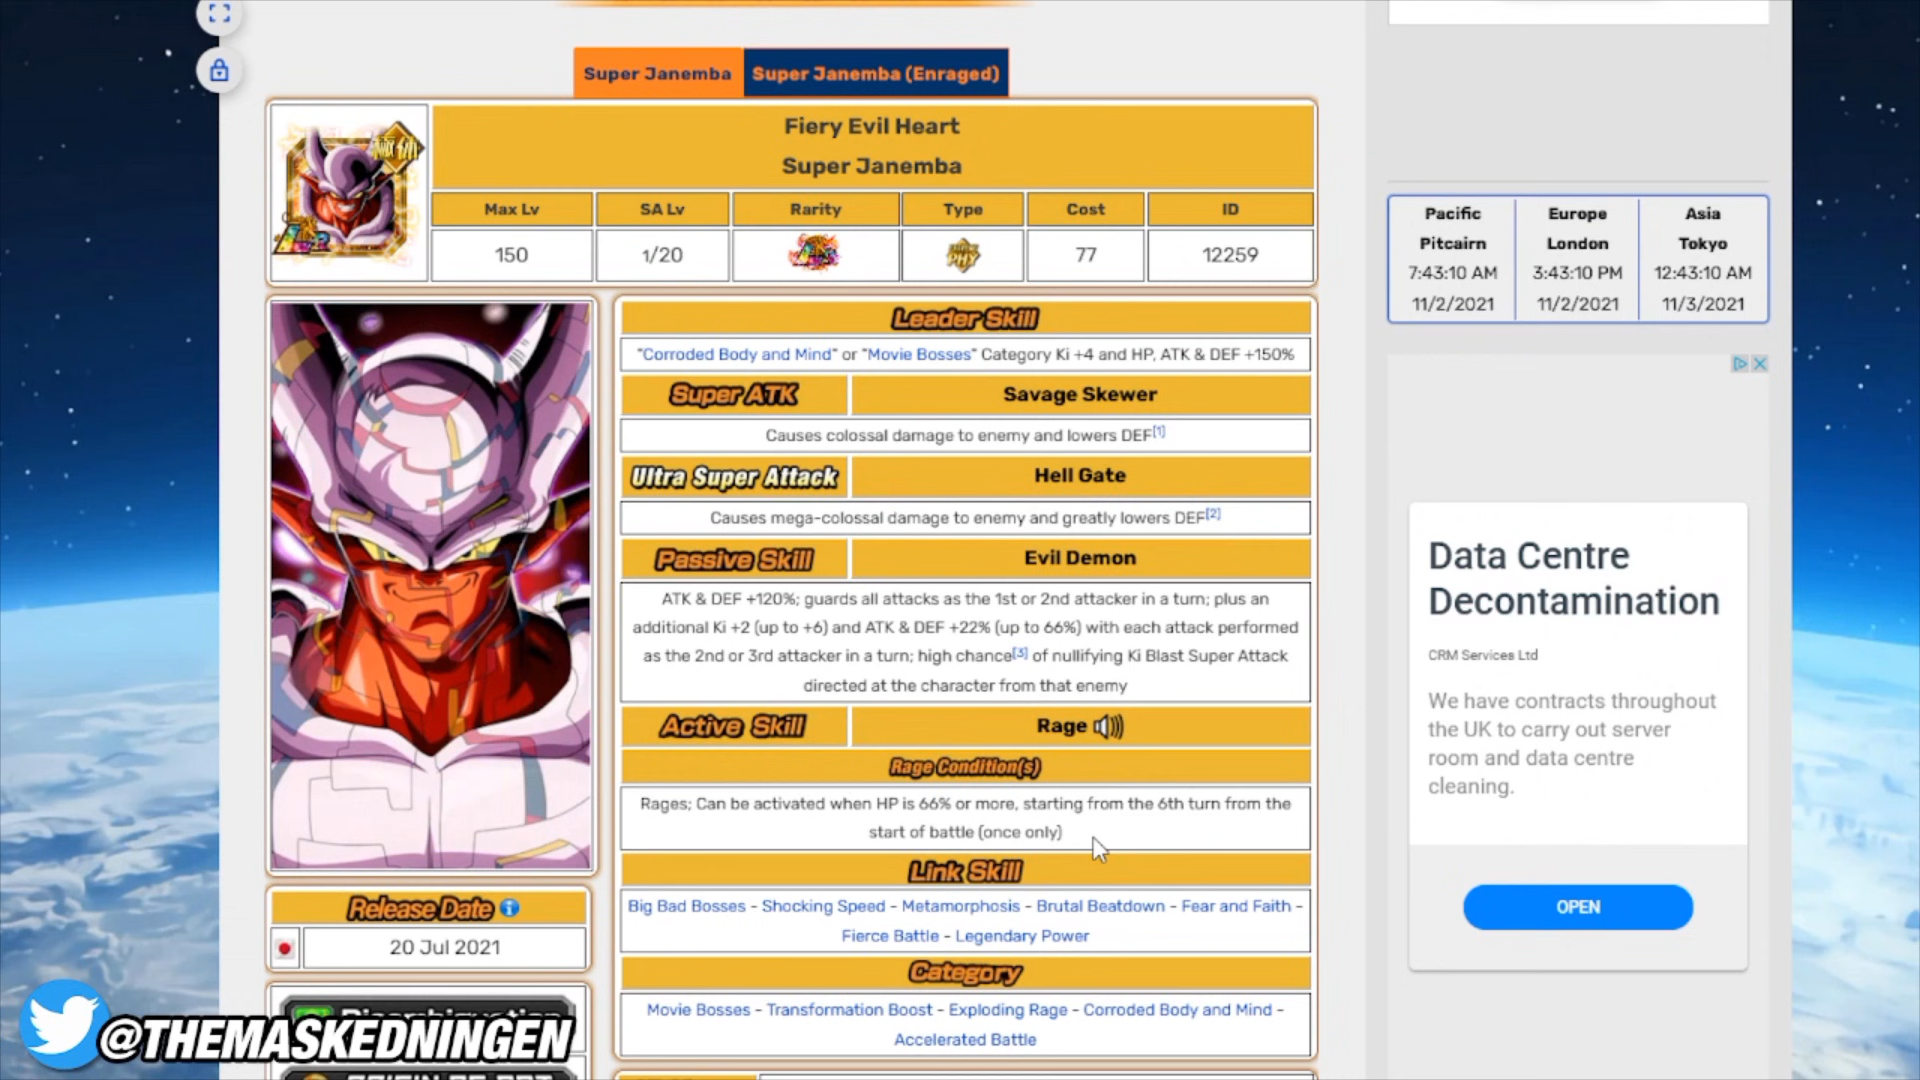 Super Janemba
Super Janemba (Enraged)
Fiery Evil Heart
Super Janemba
Max Lv
SA Lv
Rarity
Type
Cost
ID
150
1/20
PHY
77
12259
Leader Skill
"Corroded Body and Mind" or "Movie Bosses" Category Ki +4 and HP, ATK & DEF +150%
Super ATK
Savage Skewer
Causes colossal damage to enemy and lowers DEF[1]
Ultra Super Attack
Hell Gate
Causes mega-colossal damage to enemy and greatly lowers DEF[2]
Passive Skill
Evil Demon
ATK & DEF +120%; guards all attacks as the 1st or 2nd attacker in a turn; plus an
additional Ki +2 (up to +6) and ATK & DEF +22% (up to 66%) with each attack performed
as the 2nd or 3rd attacker in a turn; high chance[3] of nullifying Ki Blast Super Attack
directed at the character from that enemy
Active Skill
Rage
Rage Condition(s)
Rages; Can be activated when HP is 66% or more, starting from the 6th turn from the
start of battle (once only)
Link Skill
Big Bad Bosses - Shocking Speed - Metamorphosis - Brutal Beatdown - Fear and Faith -
Fierce Battle - Legendary Power
Category
Movie Bosses - Transformation Boost - Exploding Rage - Corroded Body and Mind -
Accelerated Battle
Release Date
20 Jul 2021
@THEMASKEDNINGEN
Pacific
Pitcairn
7:43:10 AM
11/2/2021
Europe
London
3:43:10 PM
11/2/2021
Asia
Tokyo
12:43:10 AM
11/3/2021
Data Centre
Decontamination
CRM Services Ltd
We have contracts throughout
the UK to carry out server
room and data centre
cleaning.
OPEN